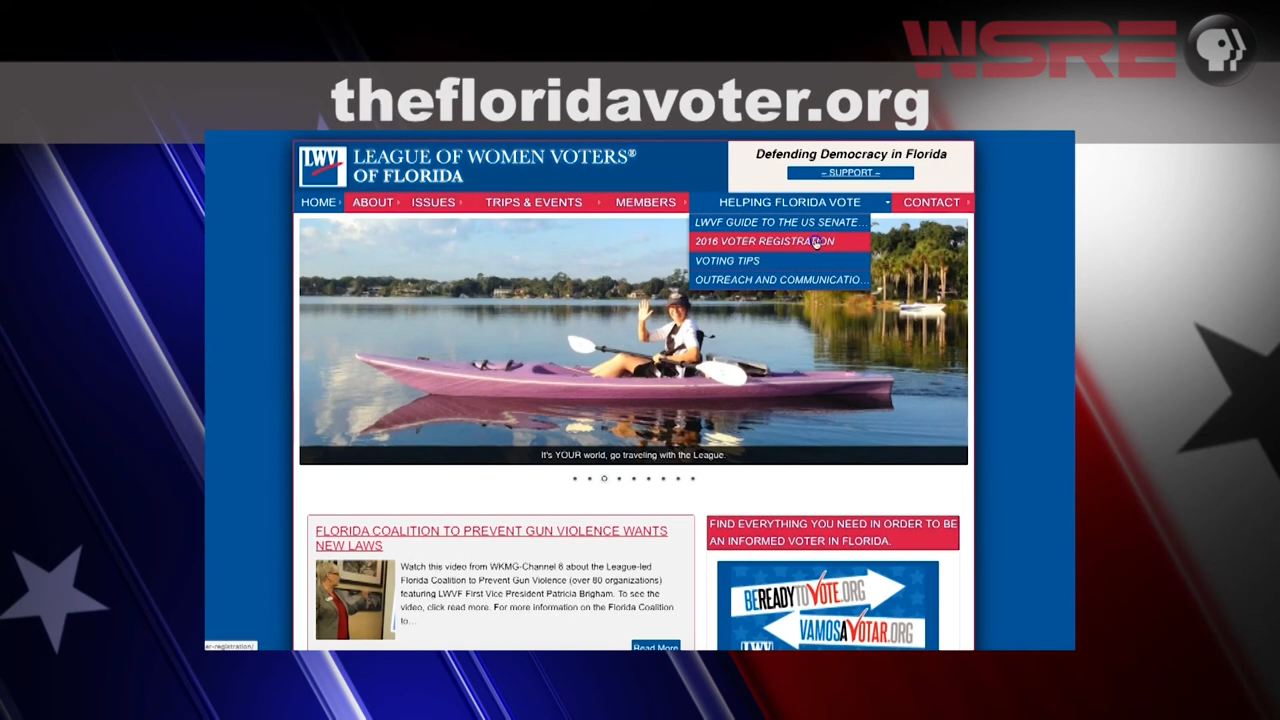 WSRE
thefloridavoter.org
LWV
LEAGUE OF WOMEN VOTERS®
OF FLORIDA
Defending Democracy in Florida
– SUPPORT –
HOME ABOUT ISSUES TRIPS & EVENTS MEMBERS HELPING FLORIDA VOTE CONTACT
LWVF GUIDE TO THE US SENATE...
2016 VOTER REGISTRATION
VOTING TIPS
OUTREACH AND COMMUNICATIO...
It's YOUR world, go traveling with the League.
FLORIDA COALITION TO PREVENT GUN VIOLENCE WANTS
NEW LAWS
Watch this video from WKMG-Channel 6 about the League-led
Florida Coalition to Prevent Gun Violence (over 80 organizations)
featuring LWVF First Vice President Patricia Brigham. To see the
video, click read more. For more information on the Florida Coalition
to...
Read More
FIND EVERYTHING YOU NEED IN ORDER TO BE
AN INFORMED VOTER IN FLORIDA.
BEREADYTOVOTE.ORG
VAMOSAVOTAR.ORG
LWV
er-registration/